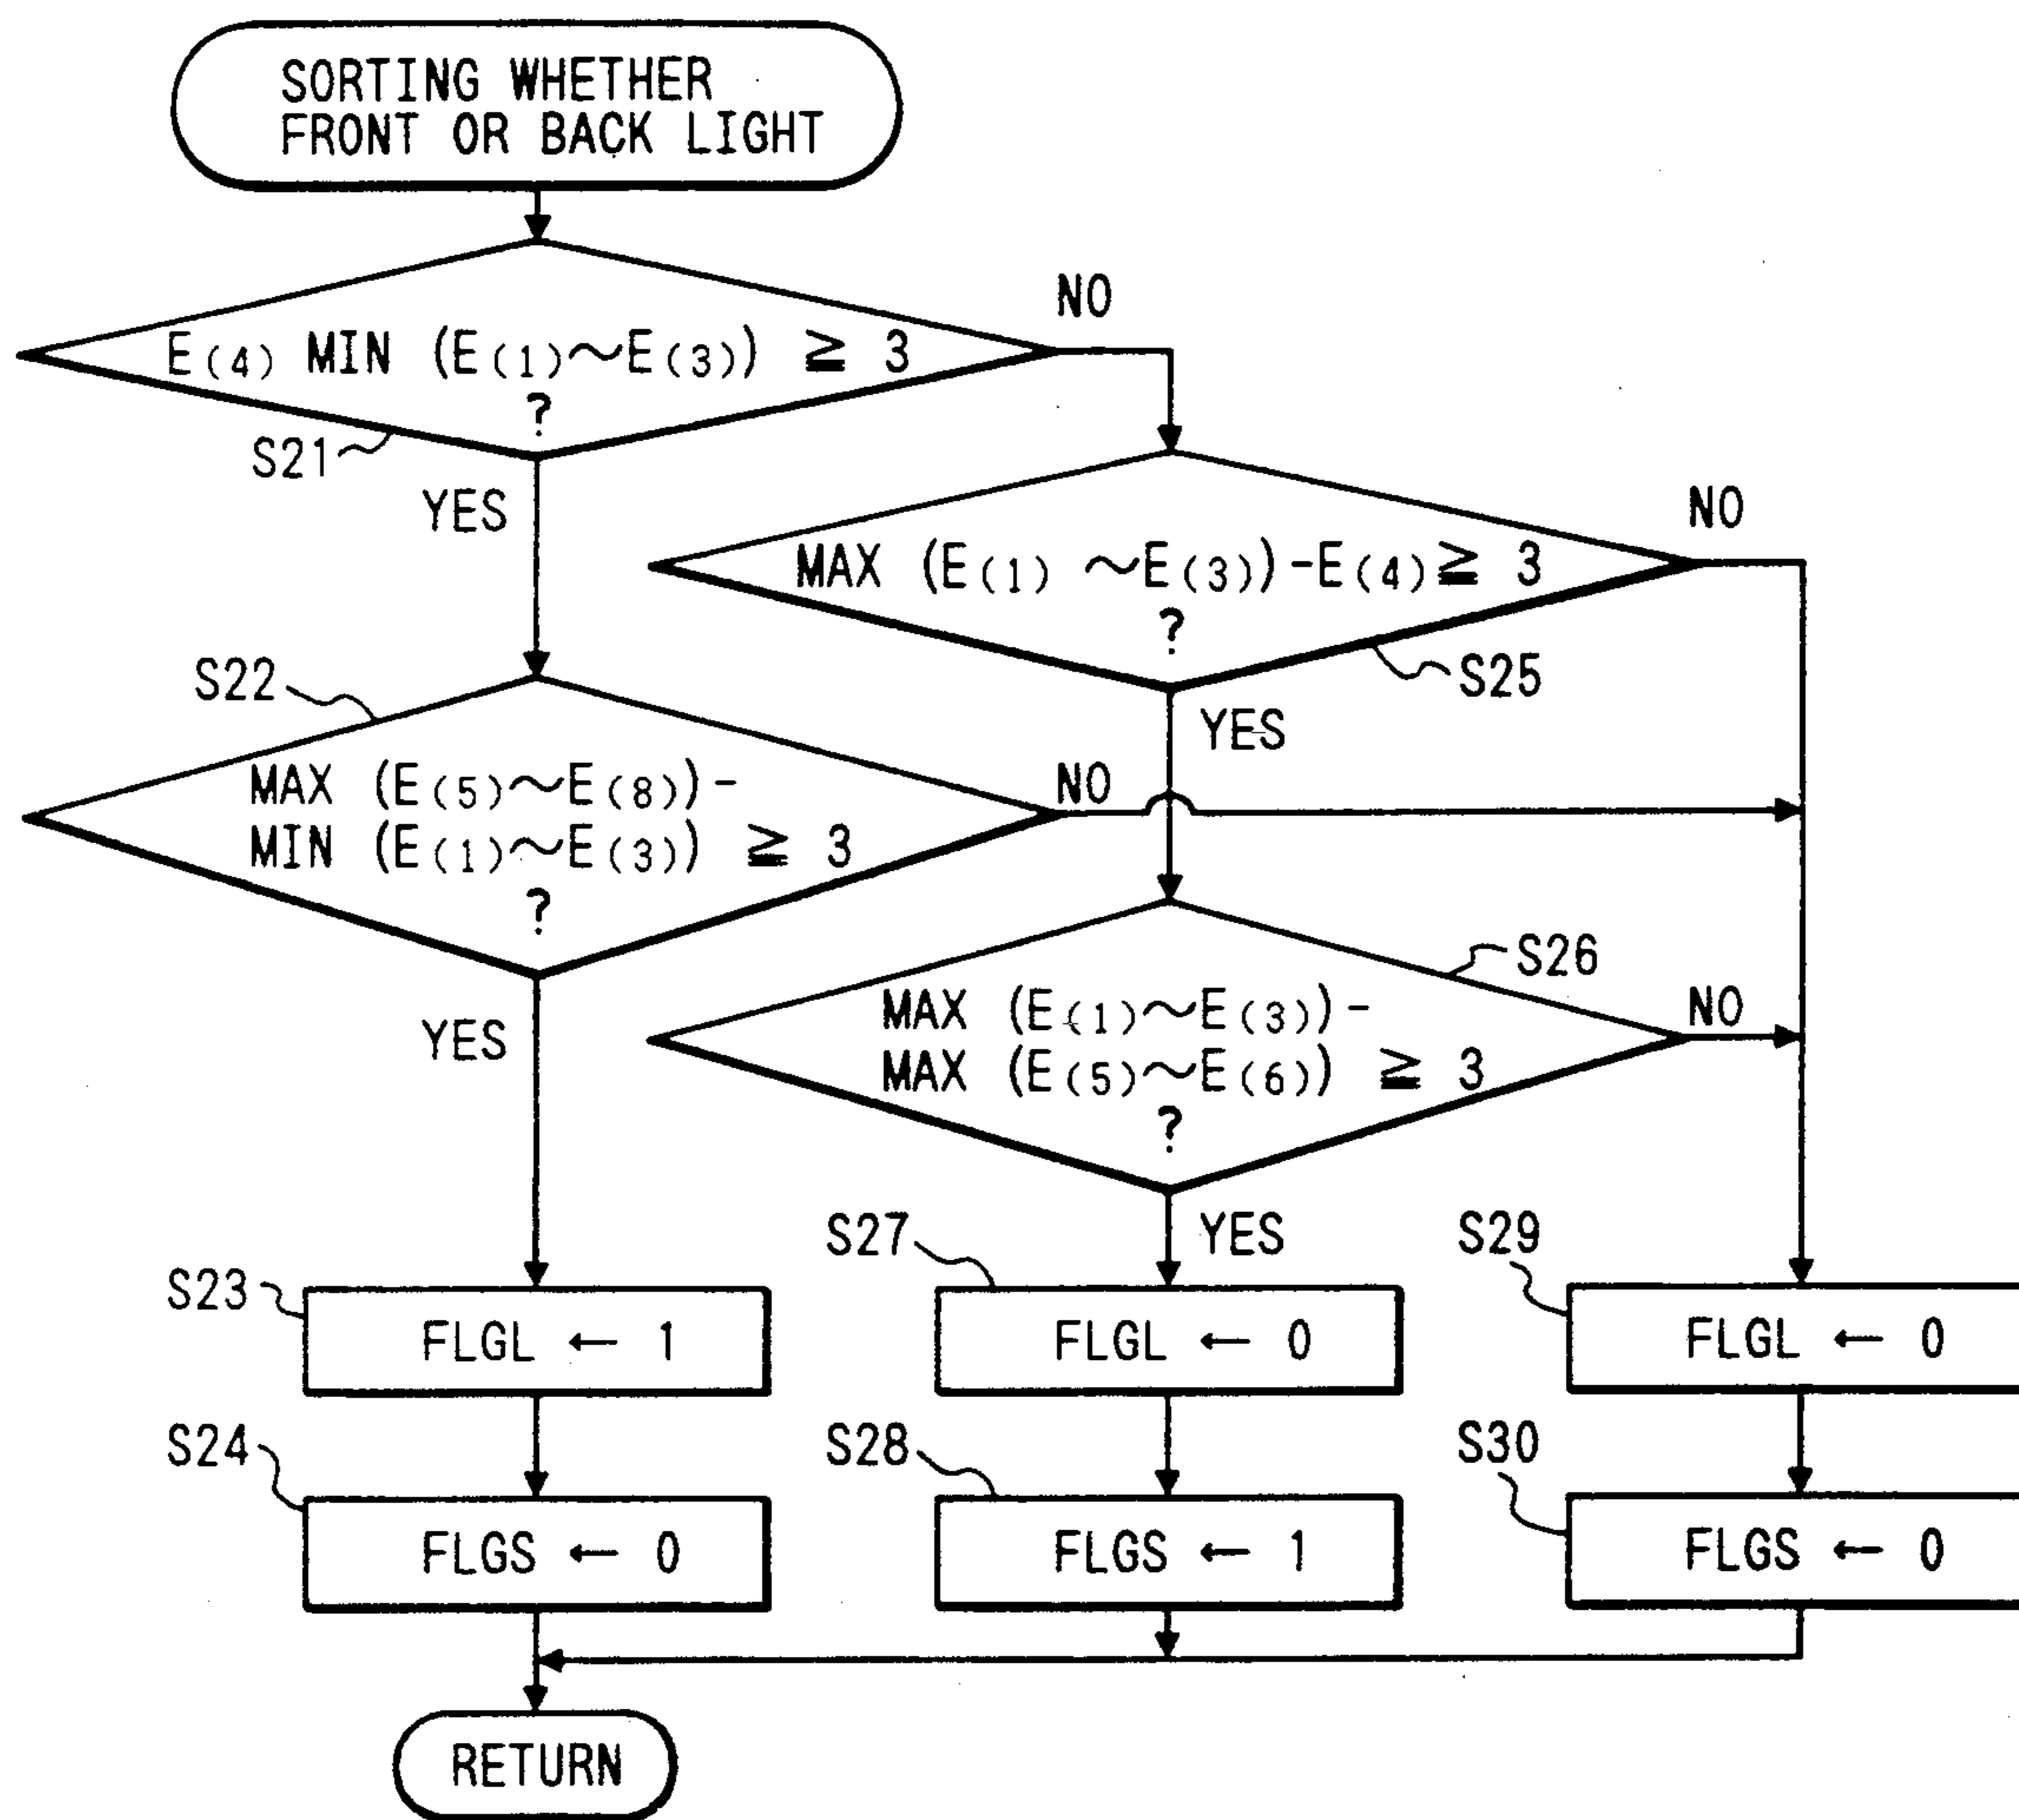 SORTING WHETHER
FRONT OR BACK LIGHT
E(4) MIN (E(1)~E(3)) ≧ 3
?
S21
NO
YES
MAX (E(1) ~E(3))-E(4)≧ 3
?
S25
NO
YES
S22
MAX (E(5)~E(8))-
MIN (E(1)~E(3)) ≧ 3
?
NO
YES
S26
MAX (E(1)~E(3))-
MAX (E(5)~E(6)) ≧ 3
?
NO
YES
S23
FLGL ← 1
S27
FLGL ← 0
S29
FLGL ← 0
S24
FLGS ← 0
S28
FLGS ← 1
S30
FLGS ← 0
RETURN